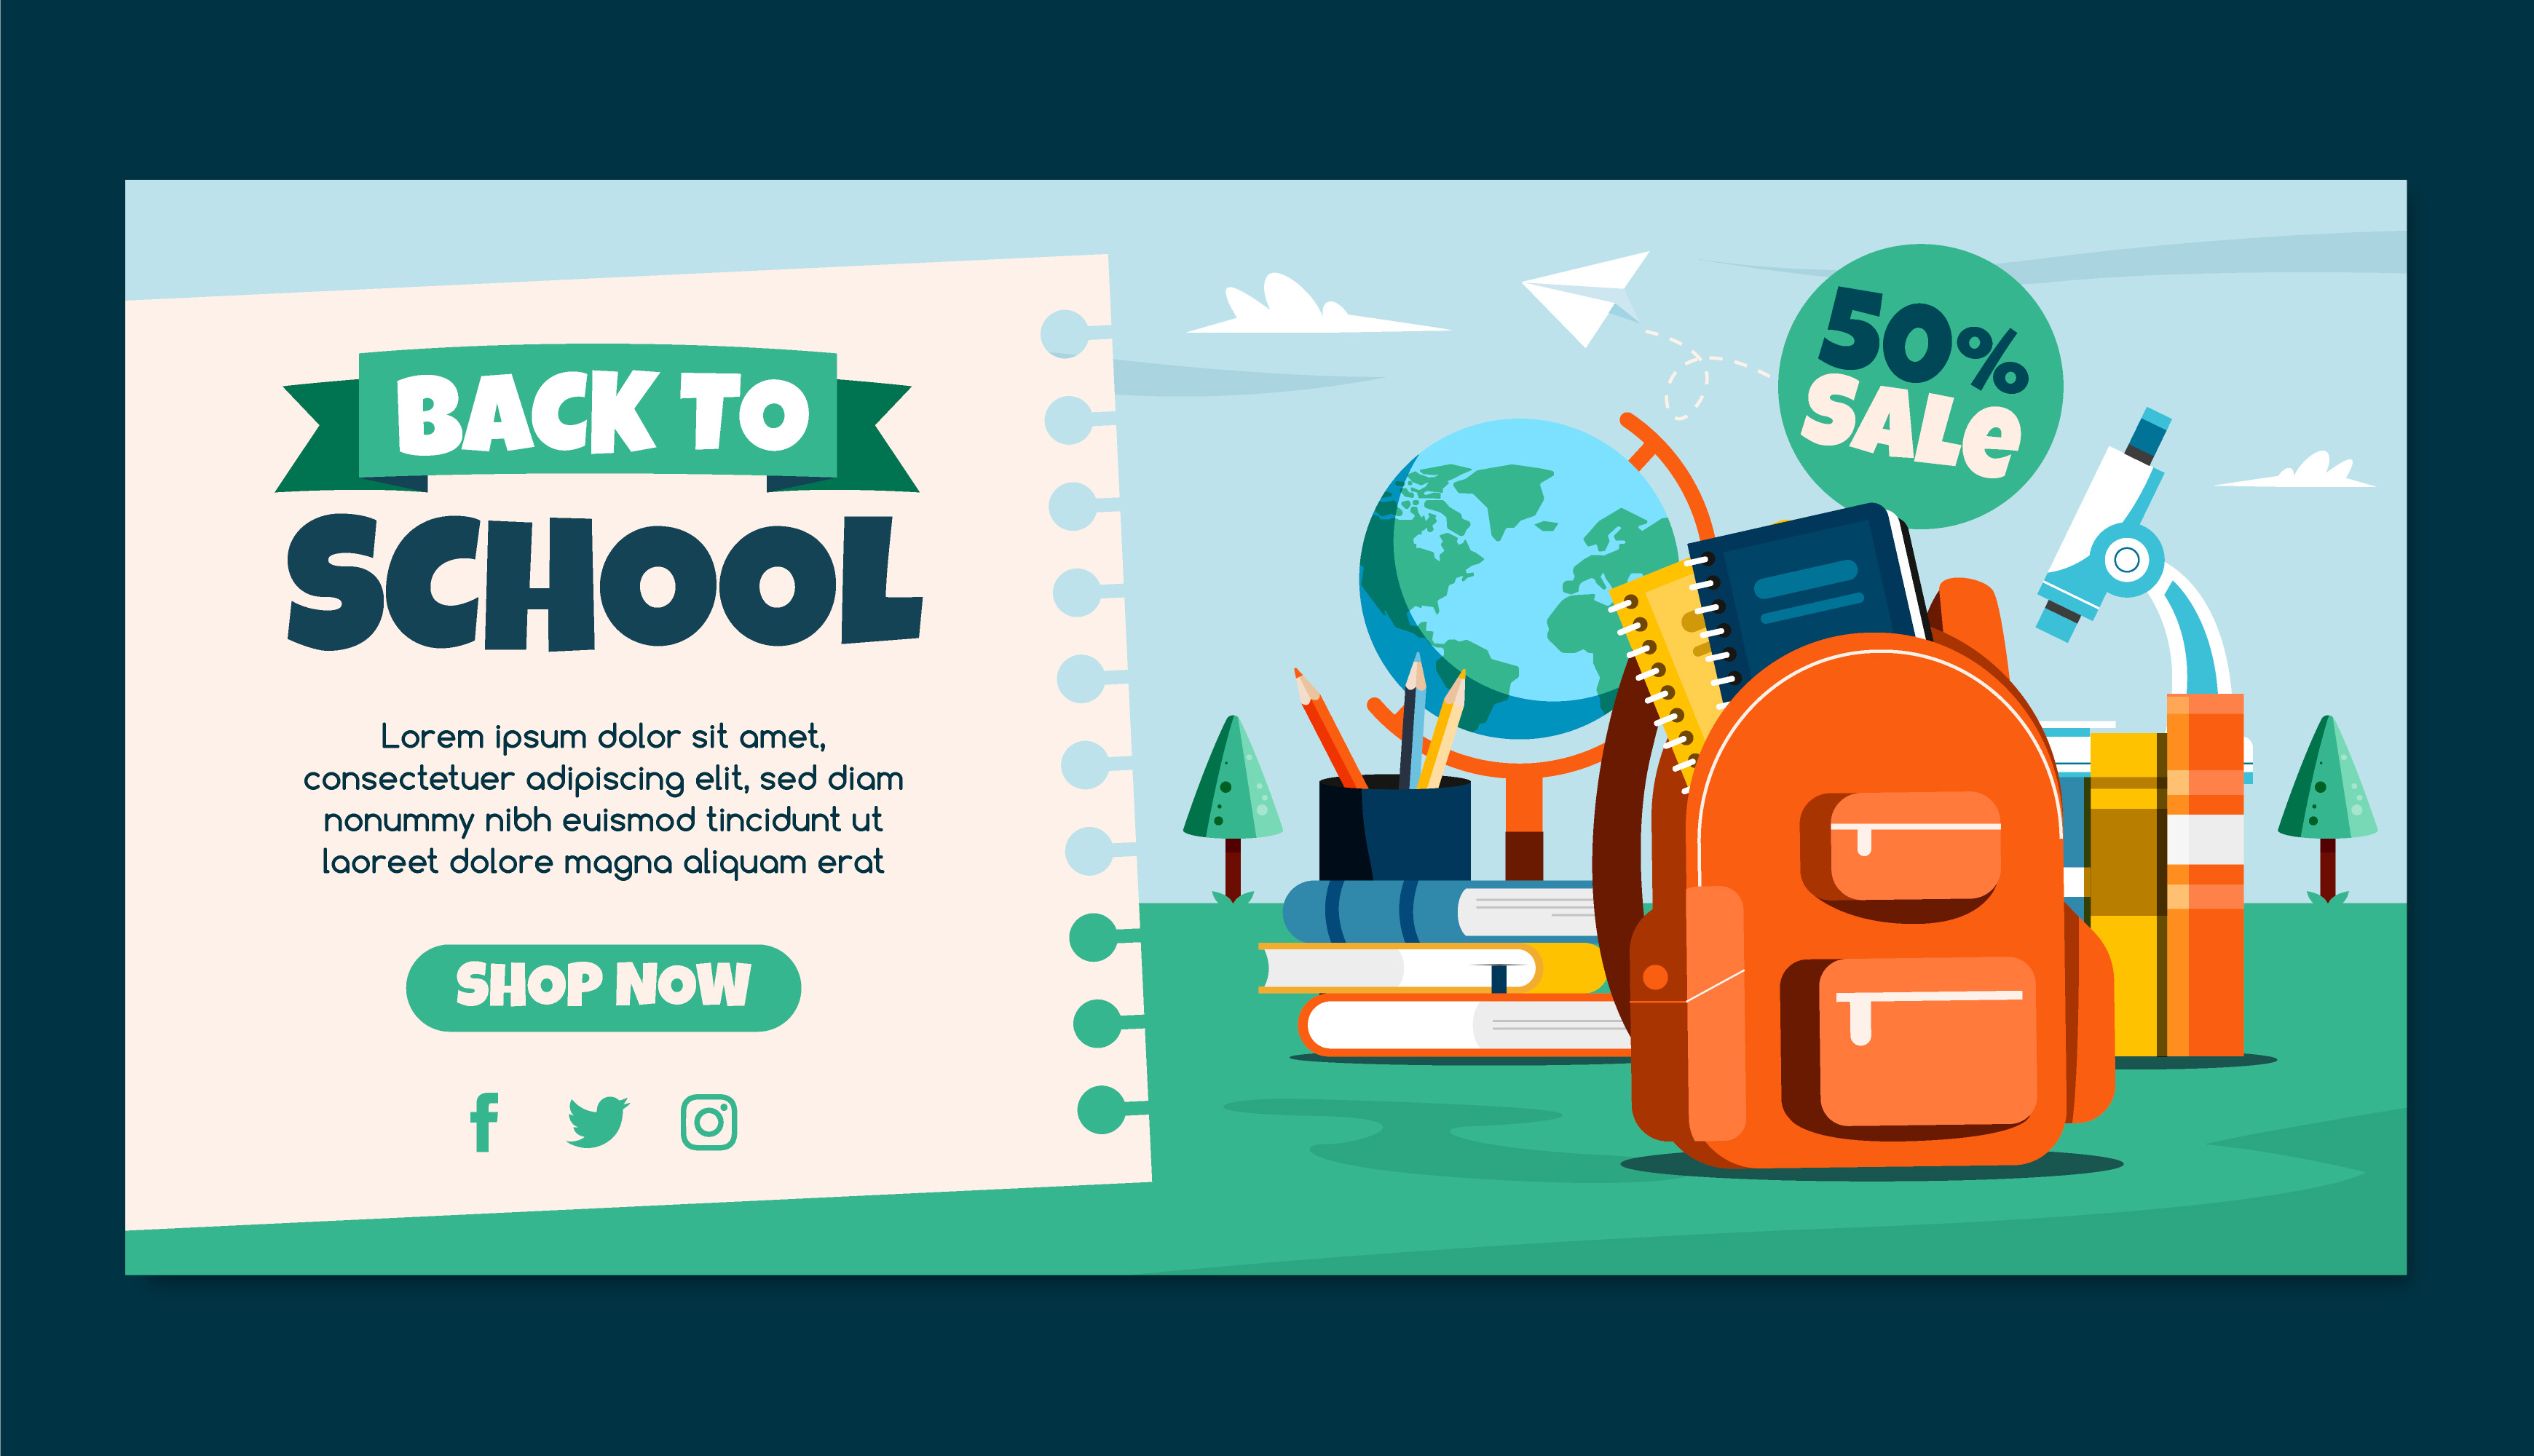 BACK TO
SCHOOL
Lorem ipsum dolor sit amet,
consectetuer adipiscing elit, sed diam
nonummy nibh euismod tincidunt ut
laoreet dolore magna aliquam erat
SHOP NOW
50%
SALe